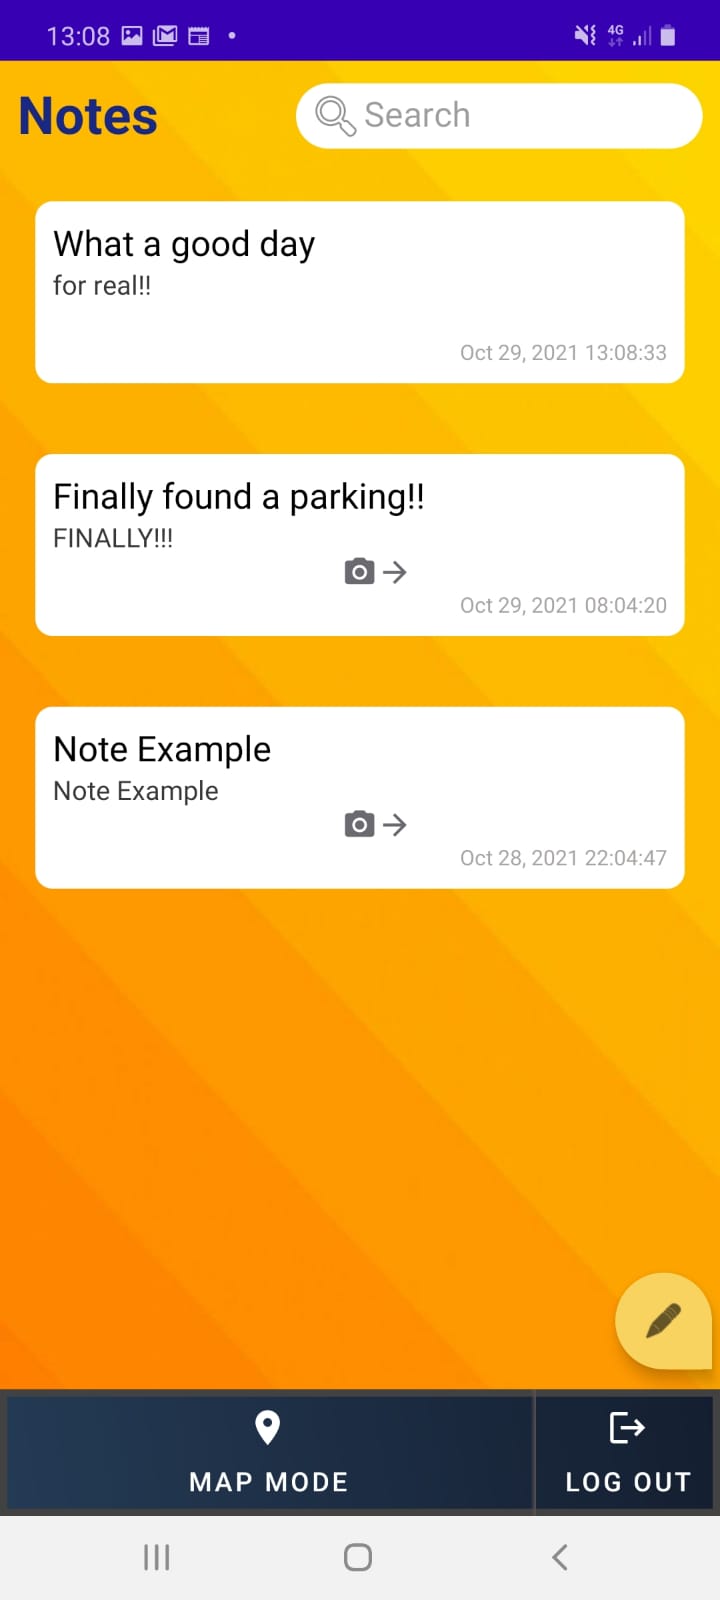 13:08
4G
Notes
Search
What a good day
for real!!
Oct 29, 2021 13:08:33
Finally found a parking!!
FINALLY!!!
Oct 29, 2021 08:04:20
Note Example
Note Example
Oct 28, 2021 22:04:47
MAP MODE
LOG OUT